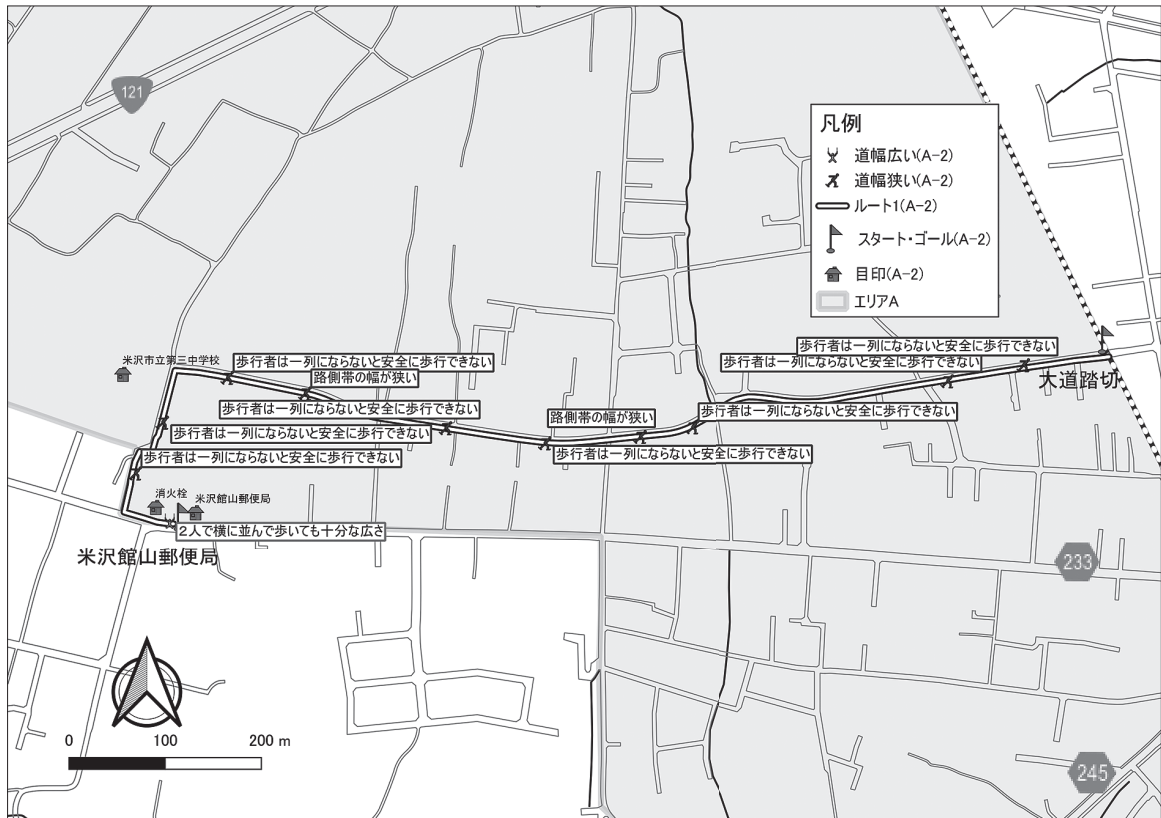 121
凡例
道幅広い(A-2)
道幅狭い(A-2)
ルート1(A-2)
スタート・ゴール(A-2)
目印(A-2)
エリアA
歩行者は一列にならないと安全に歩行できない
歩行者は一列にならないと安全に歩行できない
大道踏切
米沢市立第三中学校
歩行者は一列にならないと安全に歩行できない
路側帯の幅が狭い
歩行者は一列にならないと安全に歩行できない
路側帯の幅が狭い
歩行者は一列にならないと安全に歩行できない
歩行者は一列にならないと安全に歩行できない
歩行者は一列にならないと安全に歩行できない
歩行者は一列にならないと安全に歩行できない
消火栓
米沢館山郵便局
2人で横に並んで歩いても十分な広さ
米沢館山郵便局
233
0 100 200 m
245